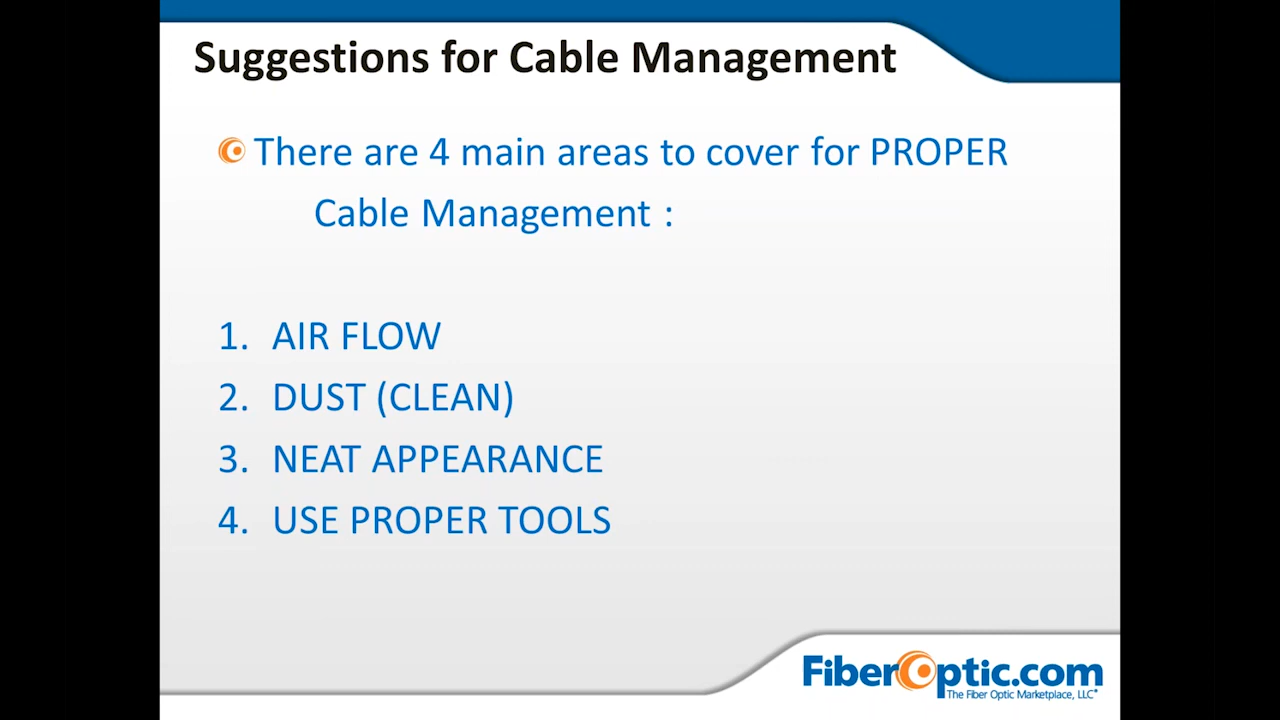 Suggestions for Cable Management
There are 4 main areas to cover for PROPER
Cable Management :
1. AIR FLOW
2. DUST (CLEAN)
3. NEAT APPEARANCE
4. USE PROPER TOOLS
FiberOptic.com
The Fiber Optic Marketplace, LLC®